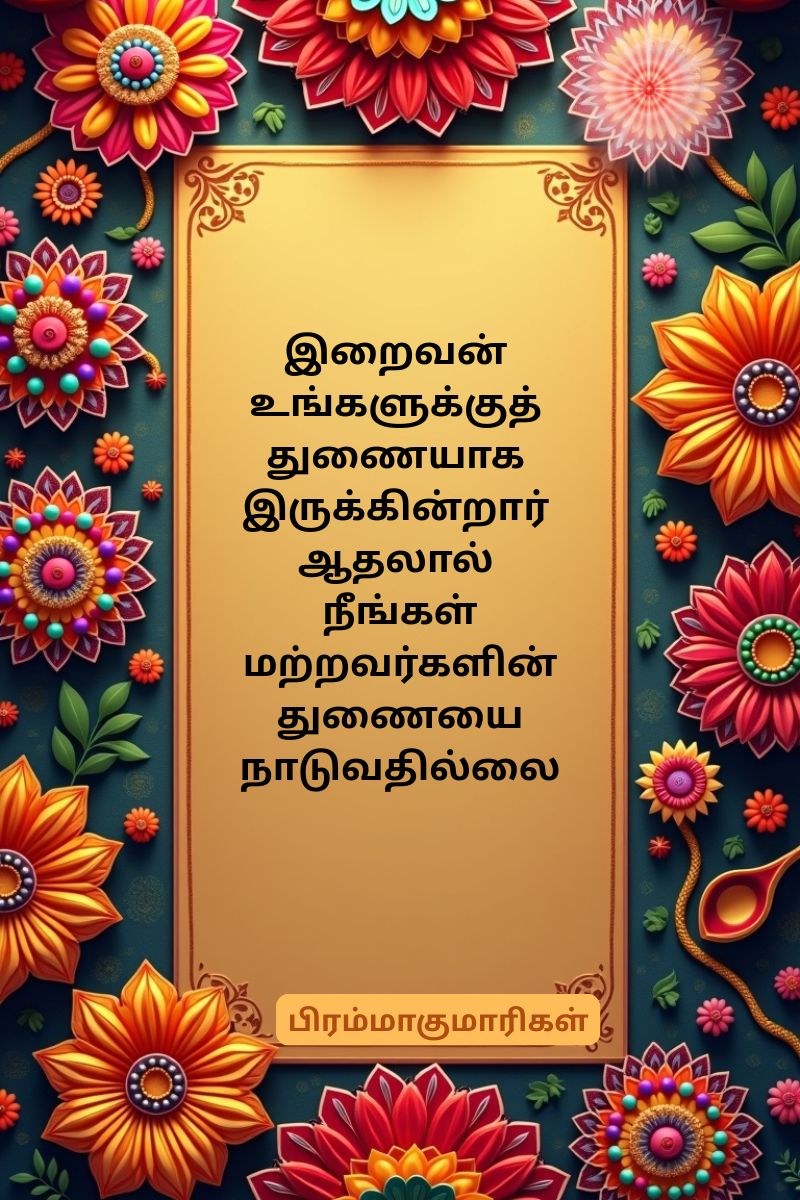 இறைவன்
உங்களுக்குத்
துணையாக
இருக்கின்றார்
ஆதலால்
நீங்கள்
மற்றவர்களின்
துணையை
நாடுவதில்லை
பிரம்மாகுமாரிகள்